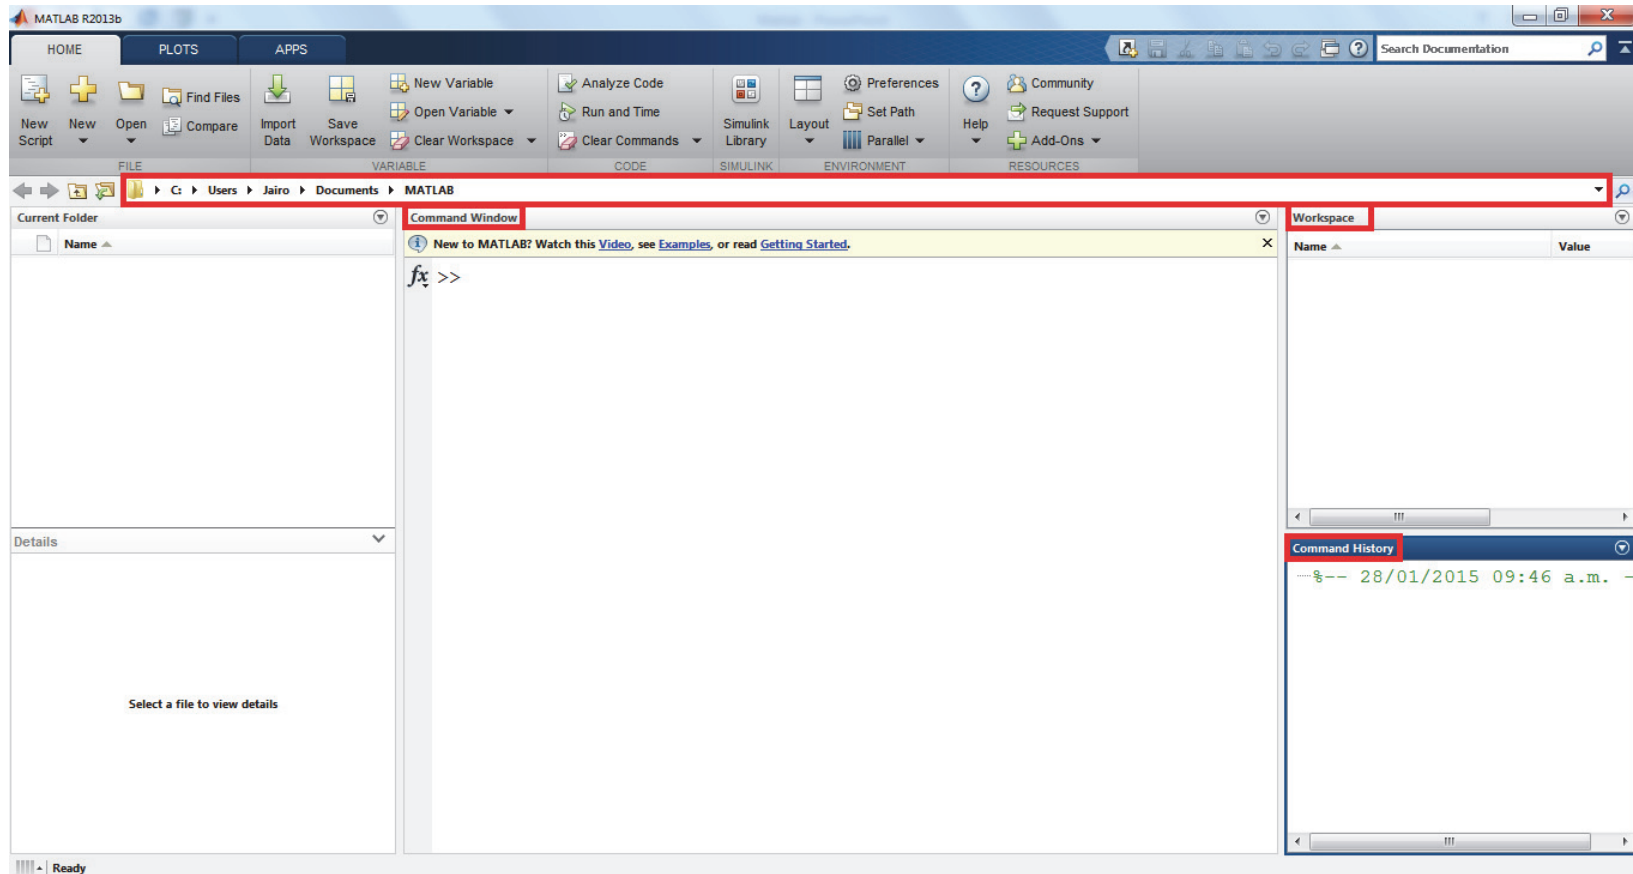 MATLAB R2013b
HOME PLOTS APPS
Search Documentation
New Script
New
Open
Find Files
Compare
FILE
Import Data
Save Workspace
New Variable
Open Variable
Clear Workspace
VARIABLE
Analyze Code
Run and Time
Clear Commands
CODE
Simulink Library
SIMULINK
Layout
Preferences
Set Path
Parallel
ENVIRONMENT
Help
Community
Request Support
Add-Ons
RESOURCES
C: Users Jairo Documents MATLAB
Current Folder
Name
Details
Select a file to view details
Command Window
New to MATLAB? Watch this Video, see Examples, or read Getting Started.
fx >>
Workspace
Name Value
Command History
%-- 28/01/2015 09:46 a.m. -
Ready